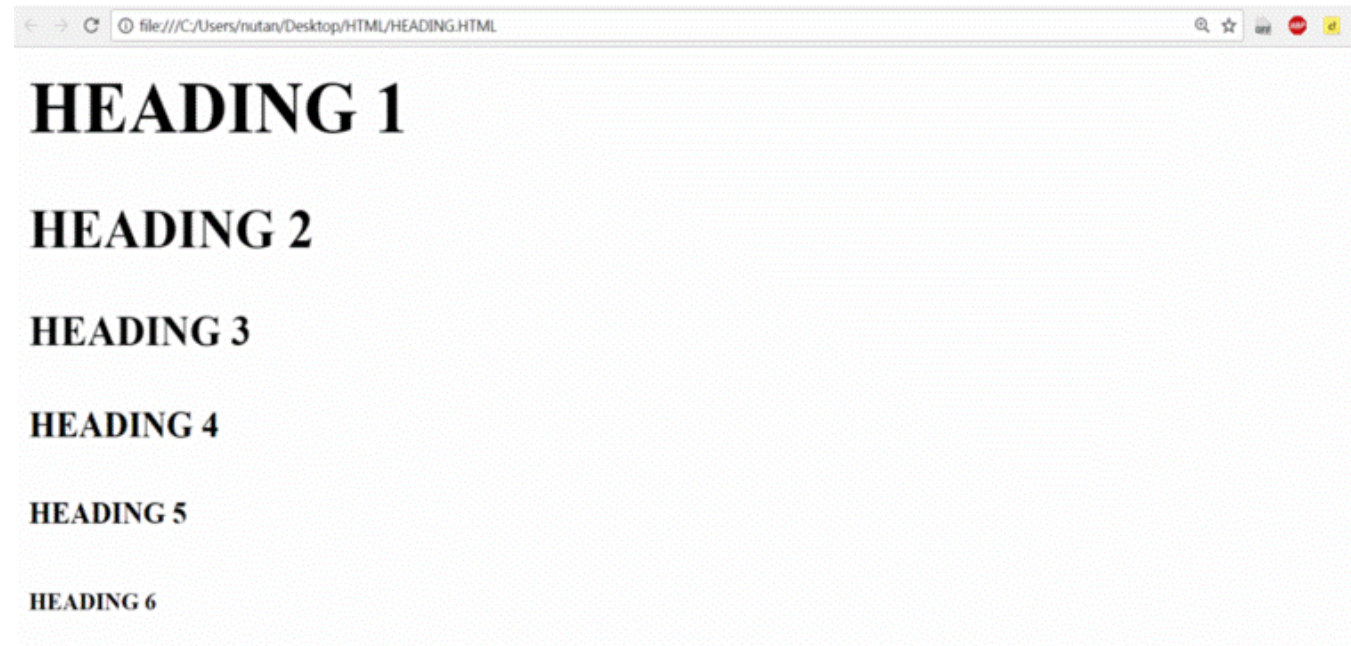 file:///C:/Users/nutan/Desktop/HTML/HEADING.HTML
HEADING 1
HEADING 2
HEADING 3
HEADING 4
HEADING 5
HEADING 6